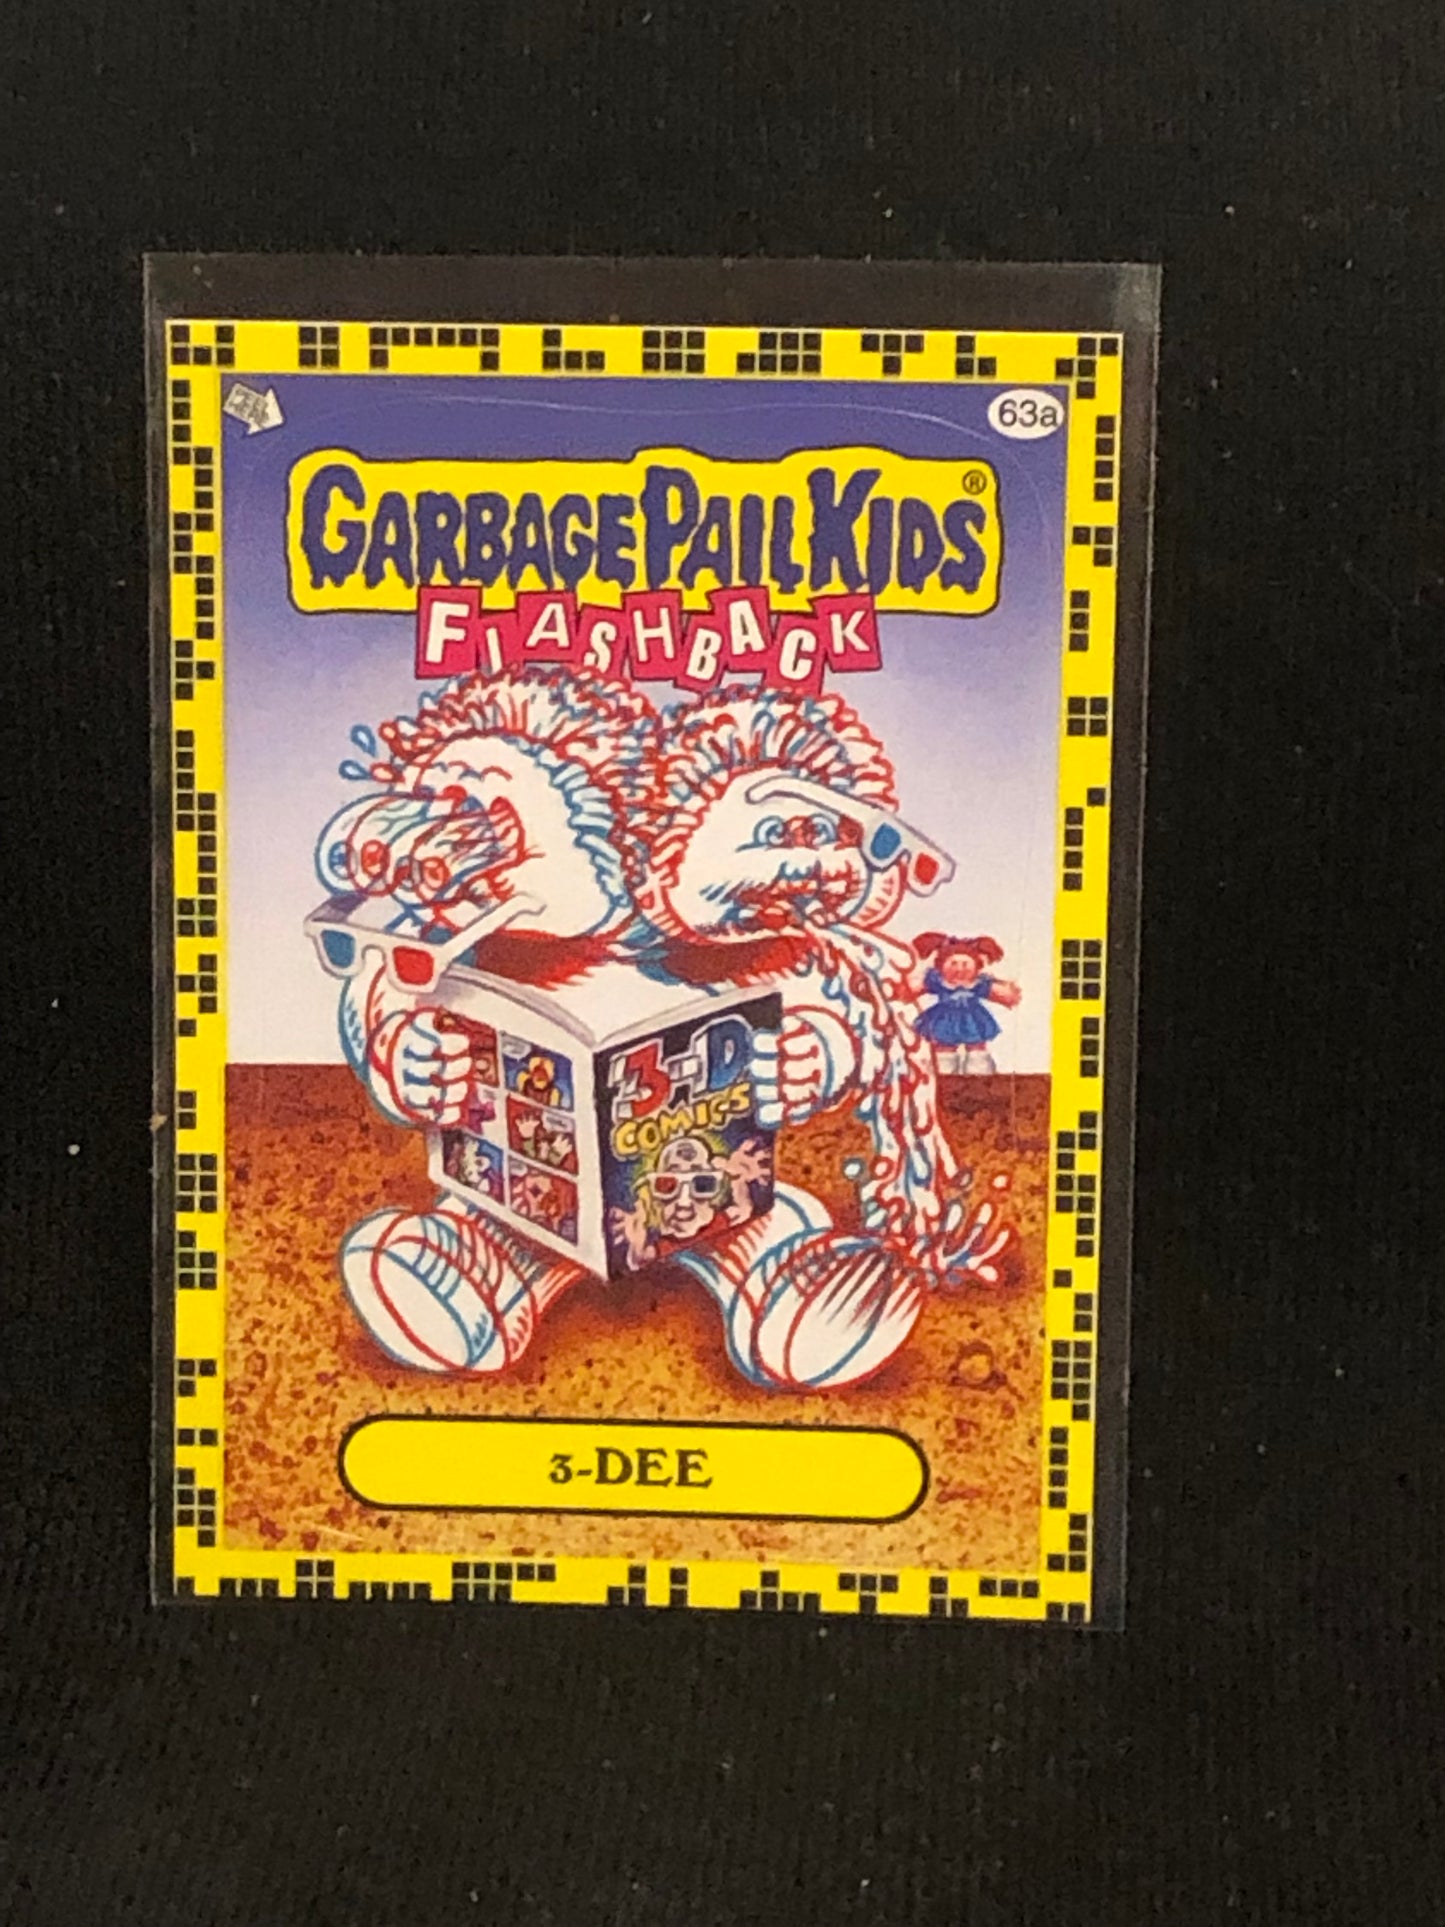 63a
GARBAGE PAIL KIDS®
FLASHBACK
3-D
COMICS
3-DEE